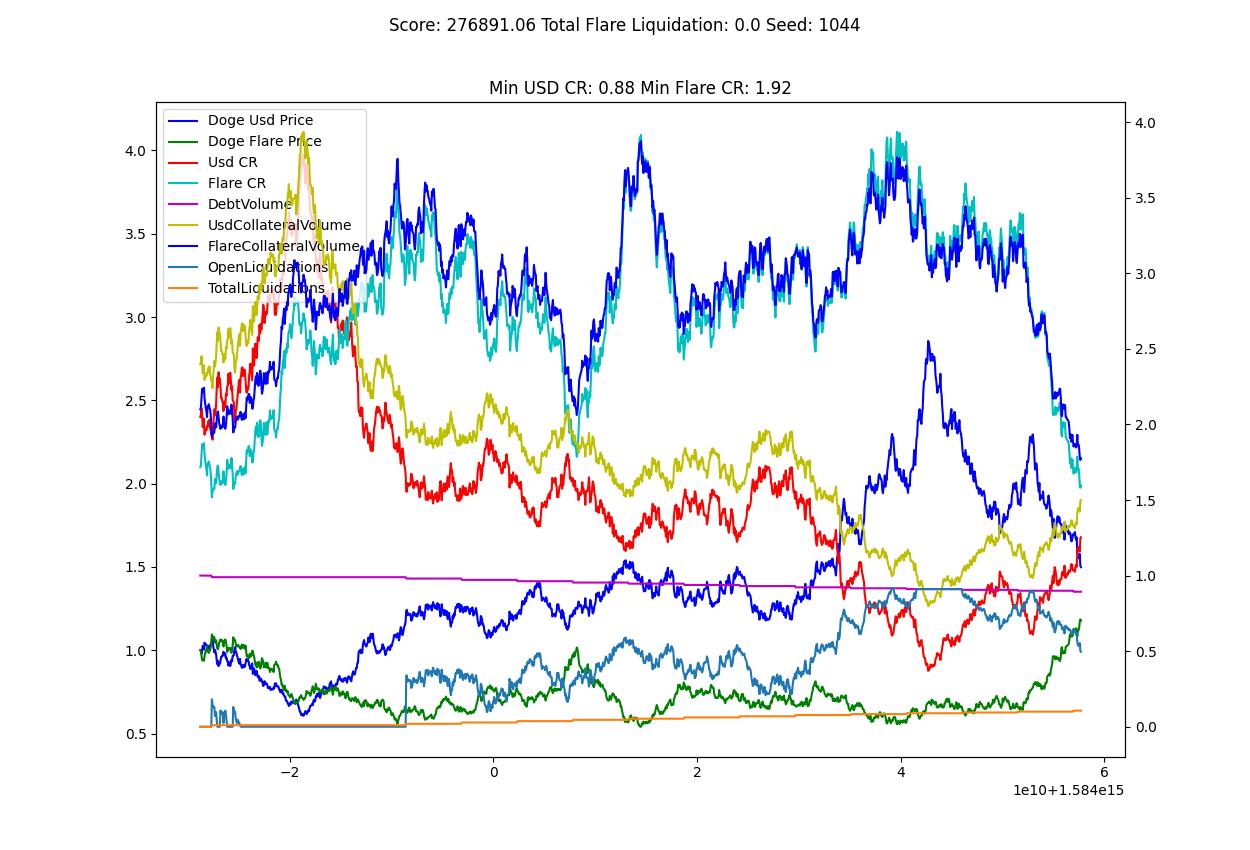 Score: 276891.06 Total Flare Liquidation: 0.0 Seed: 1044
Min USD CR: 0.88 Min Flare CR: 1.92
Doge Usd Price
Doge Flare Price
Usd CR
Flare CR
DebtVolume
UsdCollateralVolume
FlareCollateralVolume
OpenLiquidations
TotalLiquidations
4.0
3.5
3.0
2.5
2.0
1.5
1.0
0.5
4.0
3.5
3.0
2.5
2.0
1.5
1.0
0.5
0.0
−2 0 2 4 6
1e10+1.584e15